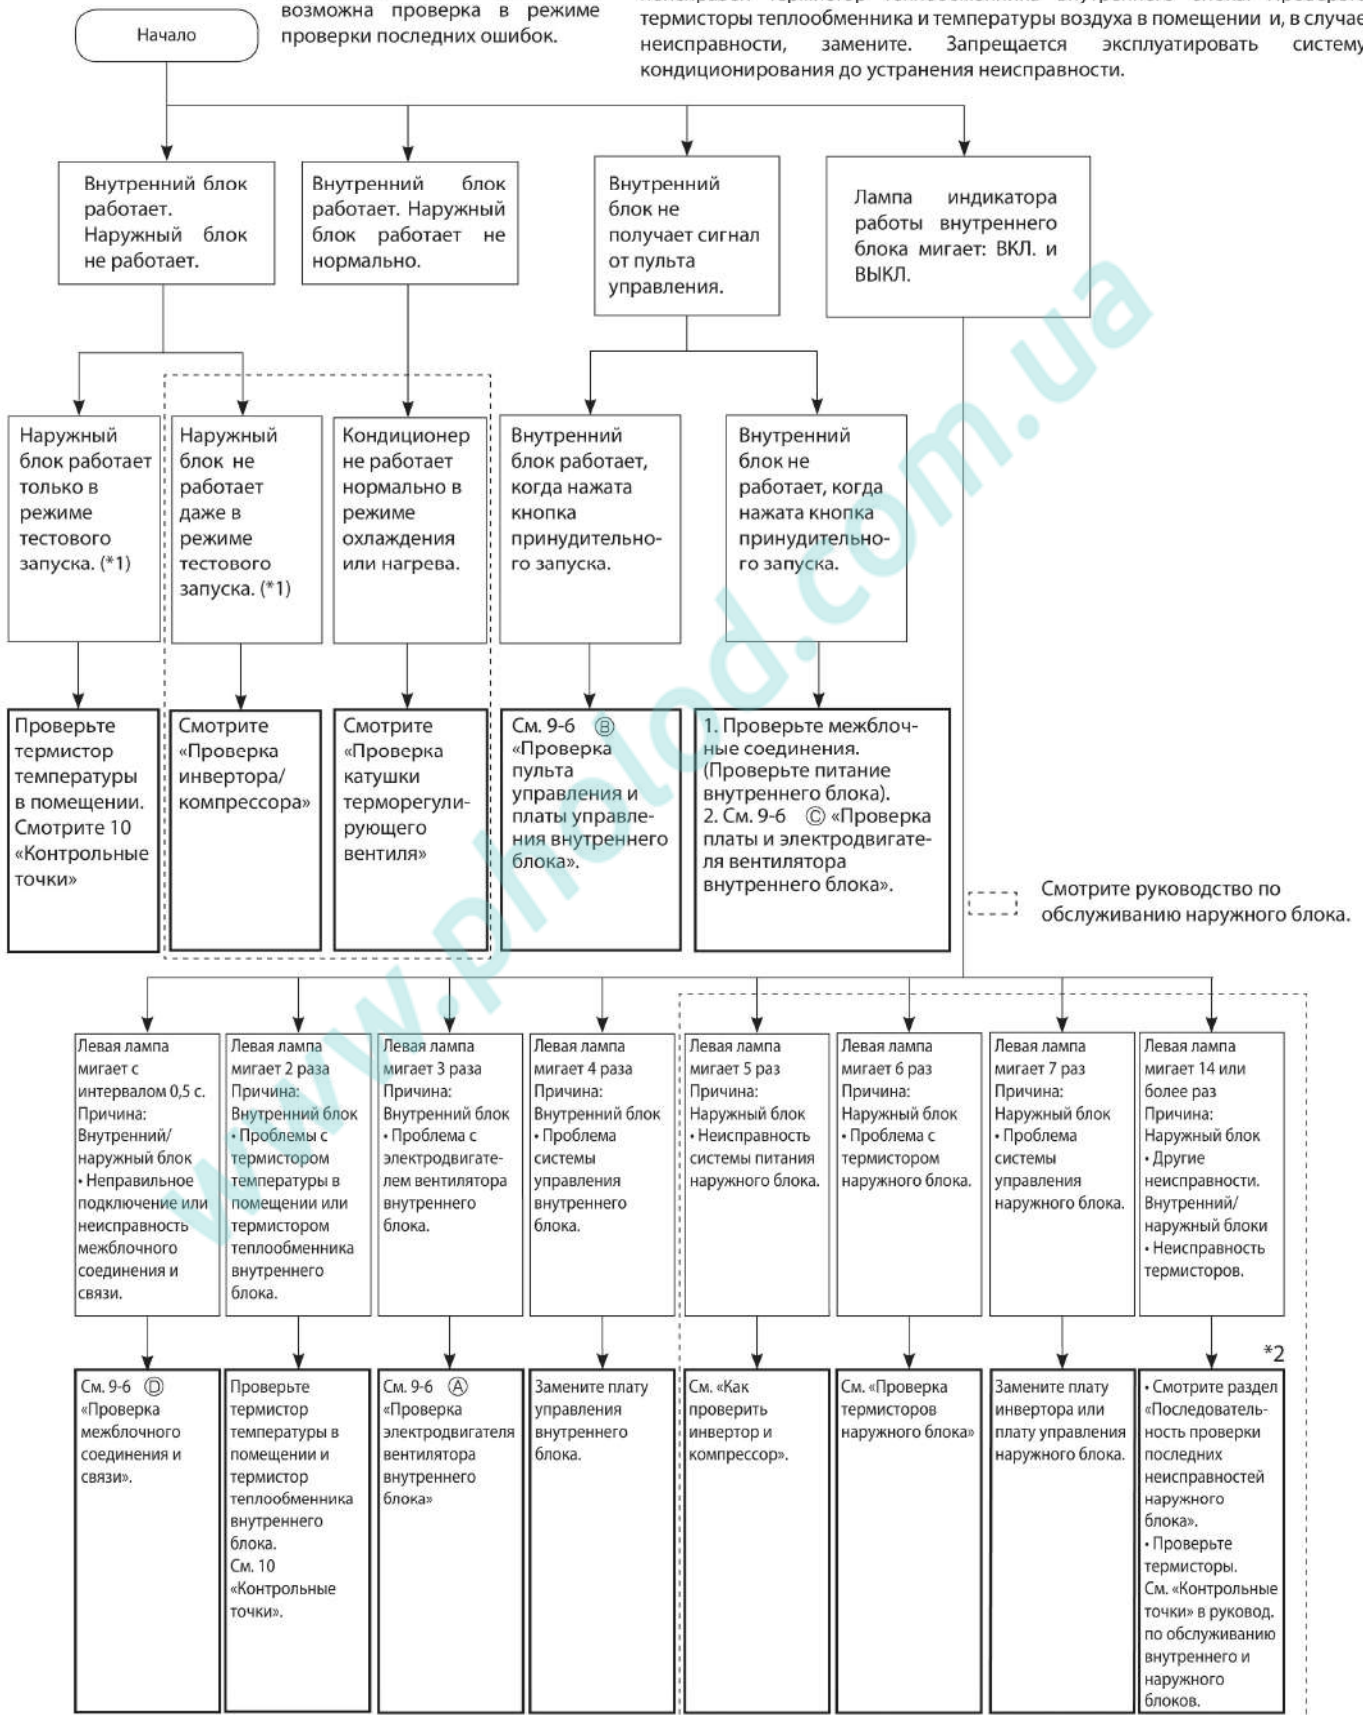 Начало
возможна проверка в режиме
проверки последних ошибок.
термисторы теплообменника и температуры воздуха в помещении и, в случае
неисправности, замените. Запрещается эксплуатировать систему
кондиционирования до устранения неисправности.
Внутренний блок
работает.
Наружный блок
не работает.
Внутренний блок
работает. Наружный
блок работает не
нормально.
Внутренний
блок не
получает сигнал
от пульта
управления.
Лампа индикатора
работы внутреннего
блока мигает: ВКЛ. и
ВЫКЛ.
Наружный
блок работает
только в
режиме
тестового
запуска. (*1)
Наружный
блок не
работает
даже в
режиме
тестового
запуска. (*1)
Кондиционер
не работает
нормально в
режиме
охлаждения
или нагрева.
Внутренний
блок работает,
когда нажата
кнопка
принудительно-
го запуска.
Внутренний
блок не
работает, когда
нажата кнопка
принудительно-
го запуска.
Проверьте
термистор
температуры
в помещении.
Смотрите 10
«Контрольные
точки»
Смотрите
«Проверка
инвертора/
компрессора»
Смотрите
«Проверка
катушки
терморегули-
рующего
вентиля»
См. 9-6 Ⓑ
«Проверка
пульта
управления и
платы управле-
ния внутреннего
блока».
1. Проверьте межблоч-
ные соединения.
(Проверьте питание
внутреннего блока).
2. См. 9-6 Ⓒ «Проверка
платы и электродвигате-
ля вентилятора
внутреннего блока».
Смотрите руководство по
обслуживанию наружного блока.
Левая лампа
мигает с
интервалом 0,5 с.
Причина:
Внутренний/
наружный блок
• Неправильное
подключение или
неисправность
межблочного
соединения и
связи.
Левая лампа
мигает 2 раза
Причина:
Внутренний блок
• Проблемы с
термистором
температуры в
помещении или
термистором
теплообменника
внутреннего
блока.
Левая лампа
мигает 3 раза
Причина:
Внутренний блок
• Проблема с
электродвигате-
лем вентилятора
внутреннего
блока.
Левая лампа
мигает 4 раза
Причина:
Внутренний блок
• Проблема
системы
управления
внутреннего
блока.
Левая лампа
мигает 5 раз
Причина:
Наружный блок
• Неисправность
системы питания
наружного блока.
Левая лампа
мигает 6 раз
Причина:
Наружный блок
• Проблема с
термистором
наружного блока.
Левая лампа
мигает 7 раз
Причина:
Наружный блок
• Проблема
системы
управления
наружного блока.
Левая лампа
мигает 14 или
более раз
Причина:
Наружный блок
• Другие
неисправности.
Внутренний/
наружный блоки
• Неисправность
термисторов.
*2
См. 9-6 Ⓓ
«Проверка
межблочного
соединения и
связи».
Проверьте
термистор
температуры в
помещении и
термистор
теплообменника
внутреннего
блока.
См. 10
«Контрольные
точки».
См. 9-6 Ⓐ
«Проверка
электродвигателя
вентилятора
внутреннего
блока»
Замените плату
управления
внутреннего
блока.
См. «Как
проверить
инвертор и
компрессор».
См. «Проверка
термисторов
наружного блока»
Замените плату
инвертора или
плату управления
наружного блока.
• Смотрите раздел
«Последователь-
ность проверки
последних
неисправностей
наружного
блока».
• Проверьте
термисторы.
См. «Контрольные
точки» в руковод.
по обслуживанию
внутреннего и
наружного
блоков.
www.pholod.com.ua